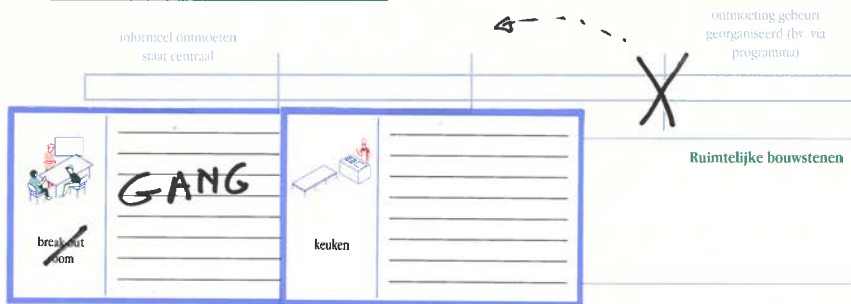 informeel ontmoeten
staat centraal
ontmoeting gebeurt
georganiseerd (bv. via
programma)
X
Ruimtelijke bouwstenen
GANG
break out
room
keuken